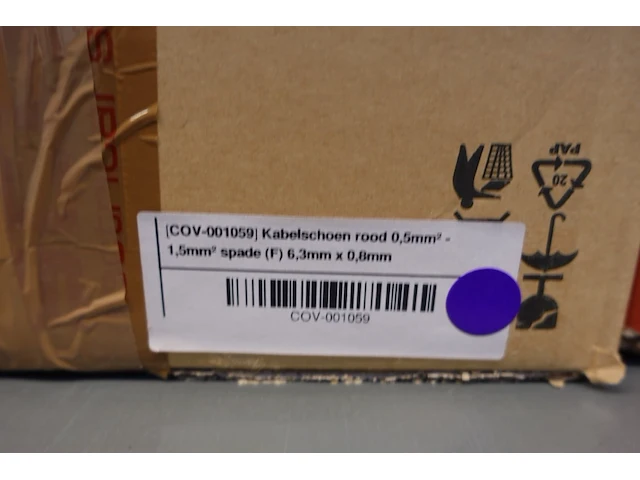 [COV-001059] Kabelschoen rood 0,5mm² -
1,5mm² spade (F) 6,3mm x 0,8mm
COV-001059
20
PAP